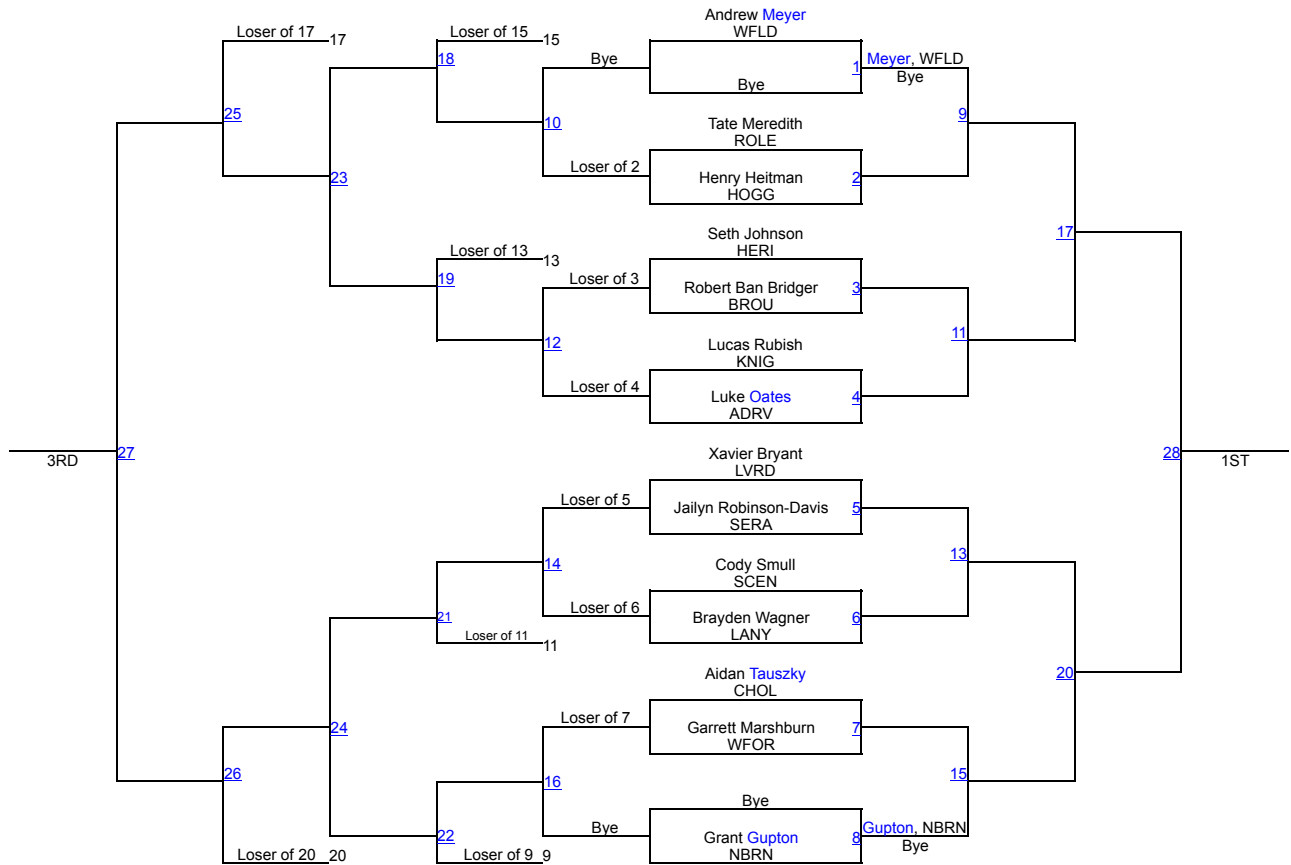 Andrew Meyer
WFLD
Loser of 17 17
Loser of 15 15
18
Bye
1
Meyer, WFLD
Bye
Bye
25
10
9
Tate Meredith
ROLE
Loser of 2
23
Henry Heitman
2
HOGG
Seth Johnson
HERI
17
Loser of 13 13
19
Loser of 3
Robert Ban Bridger
3
BROU
12
11
Lucas Rubish
KNIG
Loser of 4
Luke Oates
4
ADRV
27
3RD
Xavier Bryant
LVRD
28
1ST
Loser of 5
Jailyn Robinson-Davis
5
SERA
14
13
Cody Smull
SCEN
21
Loser of 6
Brayden Wagner
6
LANY
Loser of 11 11
Aidan Tauszky
CHOL
20
Loser of 7
24
Garrett Marshburn
7
WFOR
26
16
15
Bye
22
Bye
Grant Gupton
8
Gupton, NBRN
Bye
NBRN
Loser of 20 20
Loser of 9 9